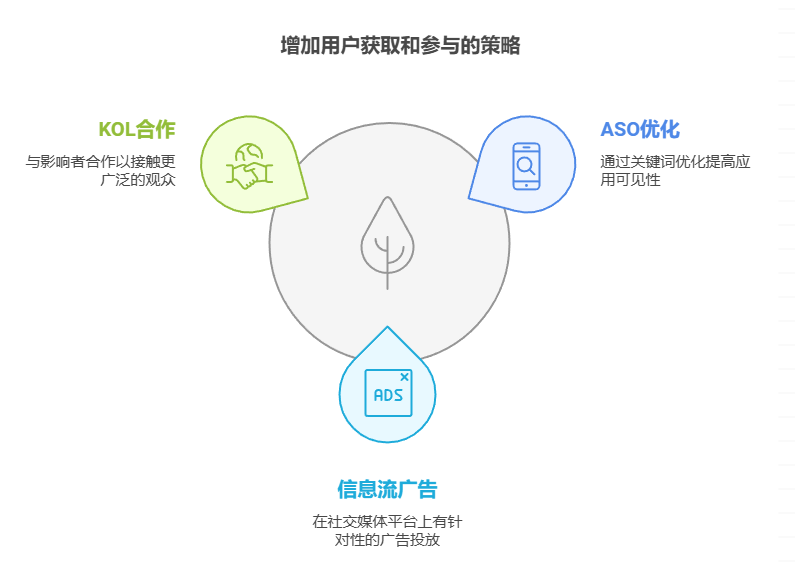 增加用户获取和参与的策略
KOL合作
与影响者合作以接触更
广泛的观众
ASO优化
通过关键词优化提高应
用可见性
ADS
信息流广告
在社交媒体平台上有针
对性的广告投放